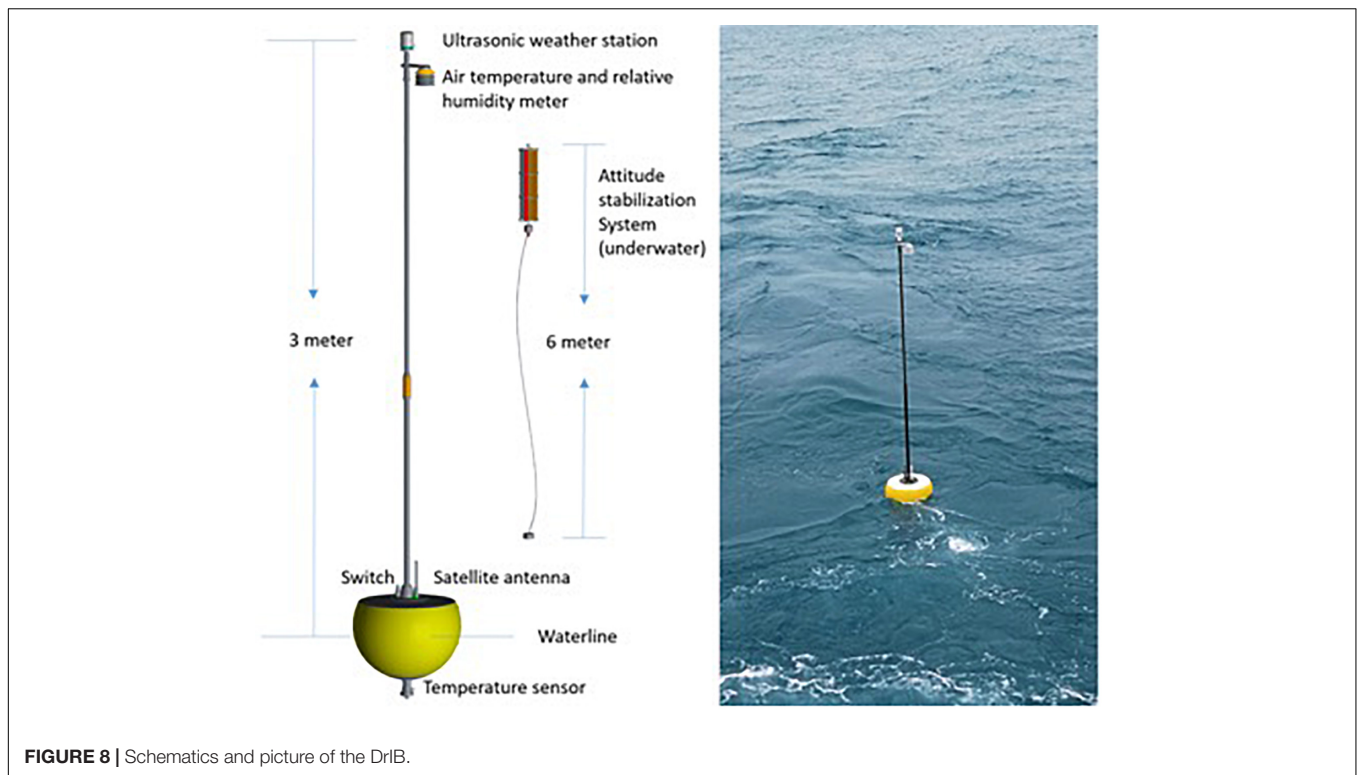 Ultrasonic weather station
Air temperature and relative
humidity meter
Attitude
stabilization
System
(underwater)
3 meter
6 meter
Switch
Satellite antenna
Waterline
Temperature sensor
FIGURE 8 | Schematics and picture of the DrIB.